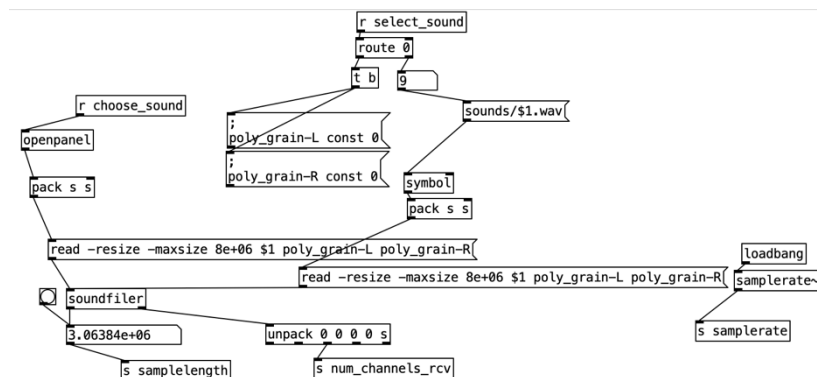 r select_sound
route 0
t b
9
r choose_sound
sounds/$1.wav
;
poly_grain-L const 0
openpanel
;
poly_grain-R const 0
pack s s
symbol
pack s s
read -resize -maxsize 8e+06 $1 poly_grain-L poly_grain-R
loadbang
read -resize -maxsize 8e+06 $1 poly_grain-L poly_grain-R
samplerate~
soundfiler
3.06384e+06
unpack 0 0 0 0 s
s samplerate
s samplelength
s num_channels_rcv